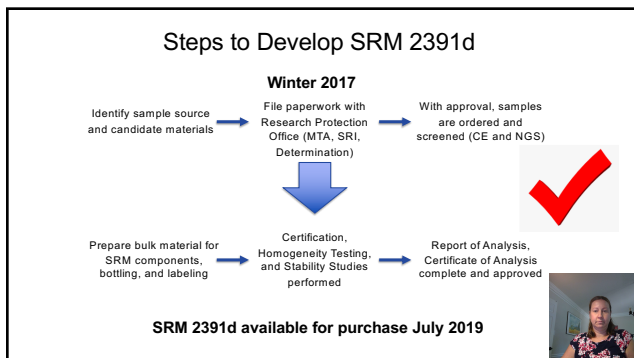 Steps to Develop SRM 2391d
Winter 2017
Identify sample source
and candidate materials
File paperwork with
Research Protection
Office (MTA, SRI,
Determination)
With approval, samples
are ordered and
screened (CE and NGS)
Prepare bulk material for
SRM components,
bottling, and labeling
Certification,
Homogeneity Testing,
and Stability Studies
performed
Report of Analysis,
Certificate of Analysis
complete and approved
SRM 2391d available for purchase July 2019